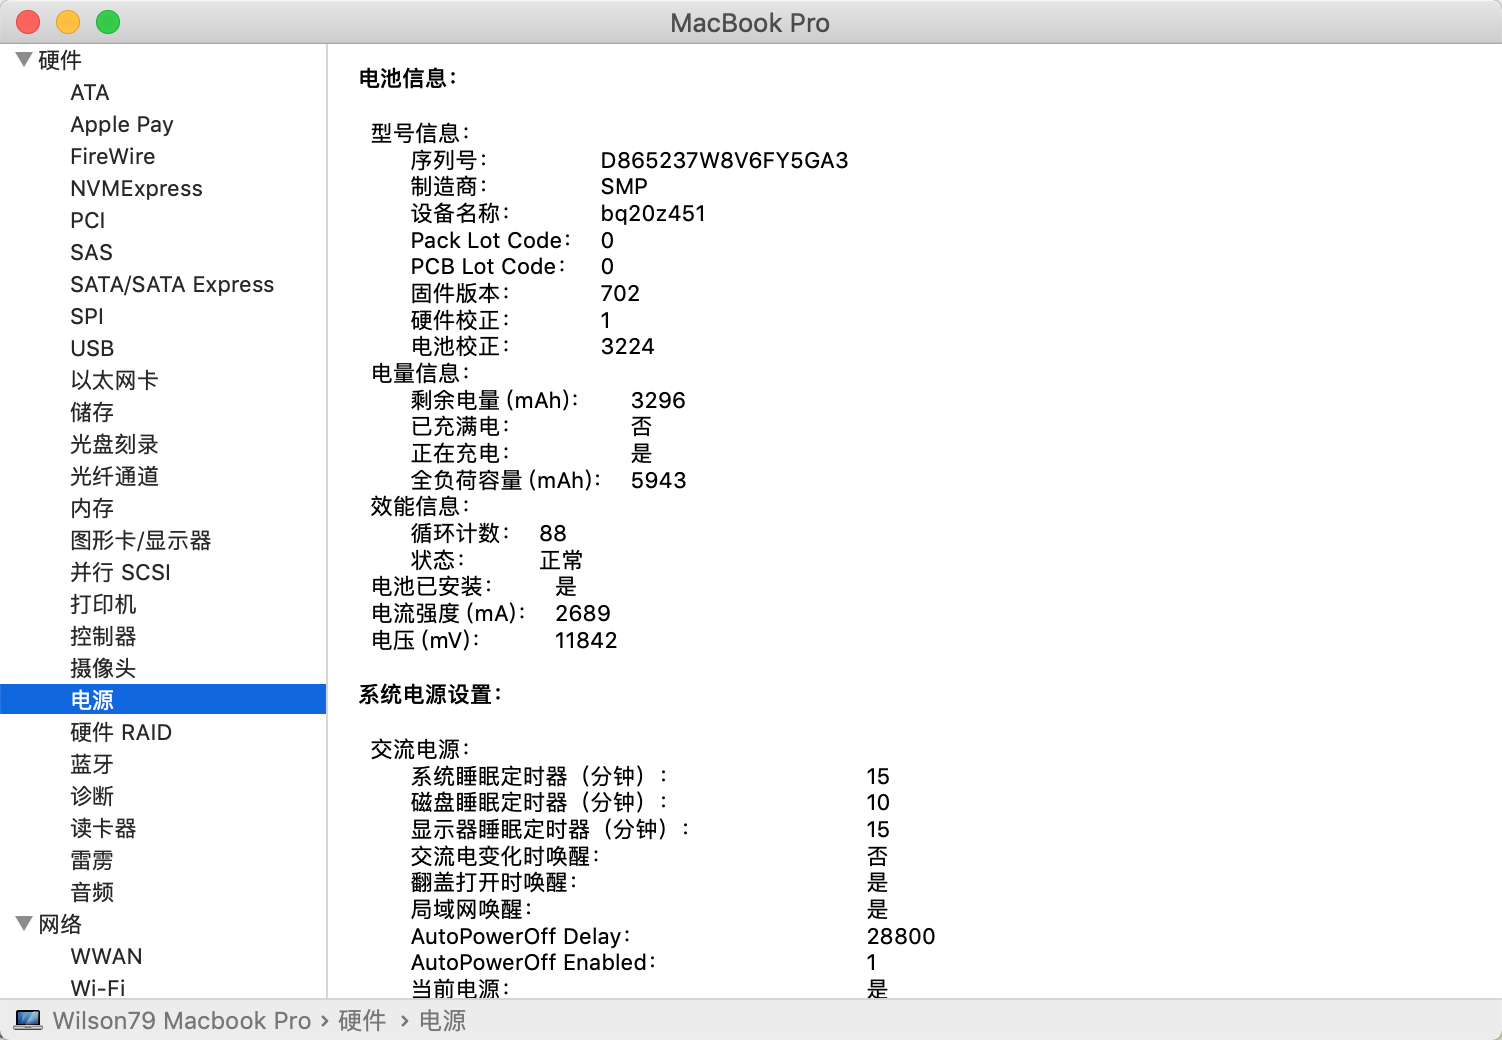 MacBook Pro
硬件
ATA
Apple Pay
FireWire
NVMExpress
PCI
SAS
SATA/SATA Express
SPI
USB
以太网卡
储存
光盘刻录
光纤通道
内存
图形卡/显示器
并行 SCSI
打印机
控制器
摄像头
电源
硬件 RAID
蓝牙
诊断
读卡器
雷雳
音频
网络
WWAN
Wi-Fi
电池信息：
型号信息：
序列号： D865237W8V6FY5GA3
制造商： SMP
设备名称： bq20z451
Pack Lot Code： 0
PCB Lot Code： 0
固件版本： 702
硬件校正： 1
电池校正： 3224
电量信息：
剩余电量 (mAh)： 3296
已充满电： 否
正在充电： 是
全负荷容量 (mAh)： 5943
效能信息：
循环计数： 88
状态： 正常
电池已安装： 是
电流强度 (mA)： 2689
电压 (mV)： 11842
系统电源设置：
交流电源：
系统睡眠定时器（分钟）： 15
磁盘睡眠定时器（分钟）： 10
显示器睡眠定时器（分钟）： 15
交流电变化时唤醒： 否
翻盖打开时唤醒： 是
局域网唤醒： 是
AutoPowerOff Delay： 28800
AutoPowerOff Enabled： 1
当前电源： 是
Wilson79 Macbook Pro › 硬件 › 电源